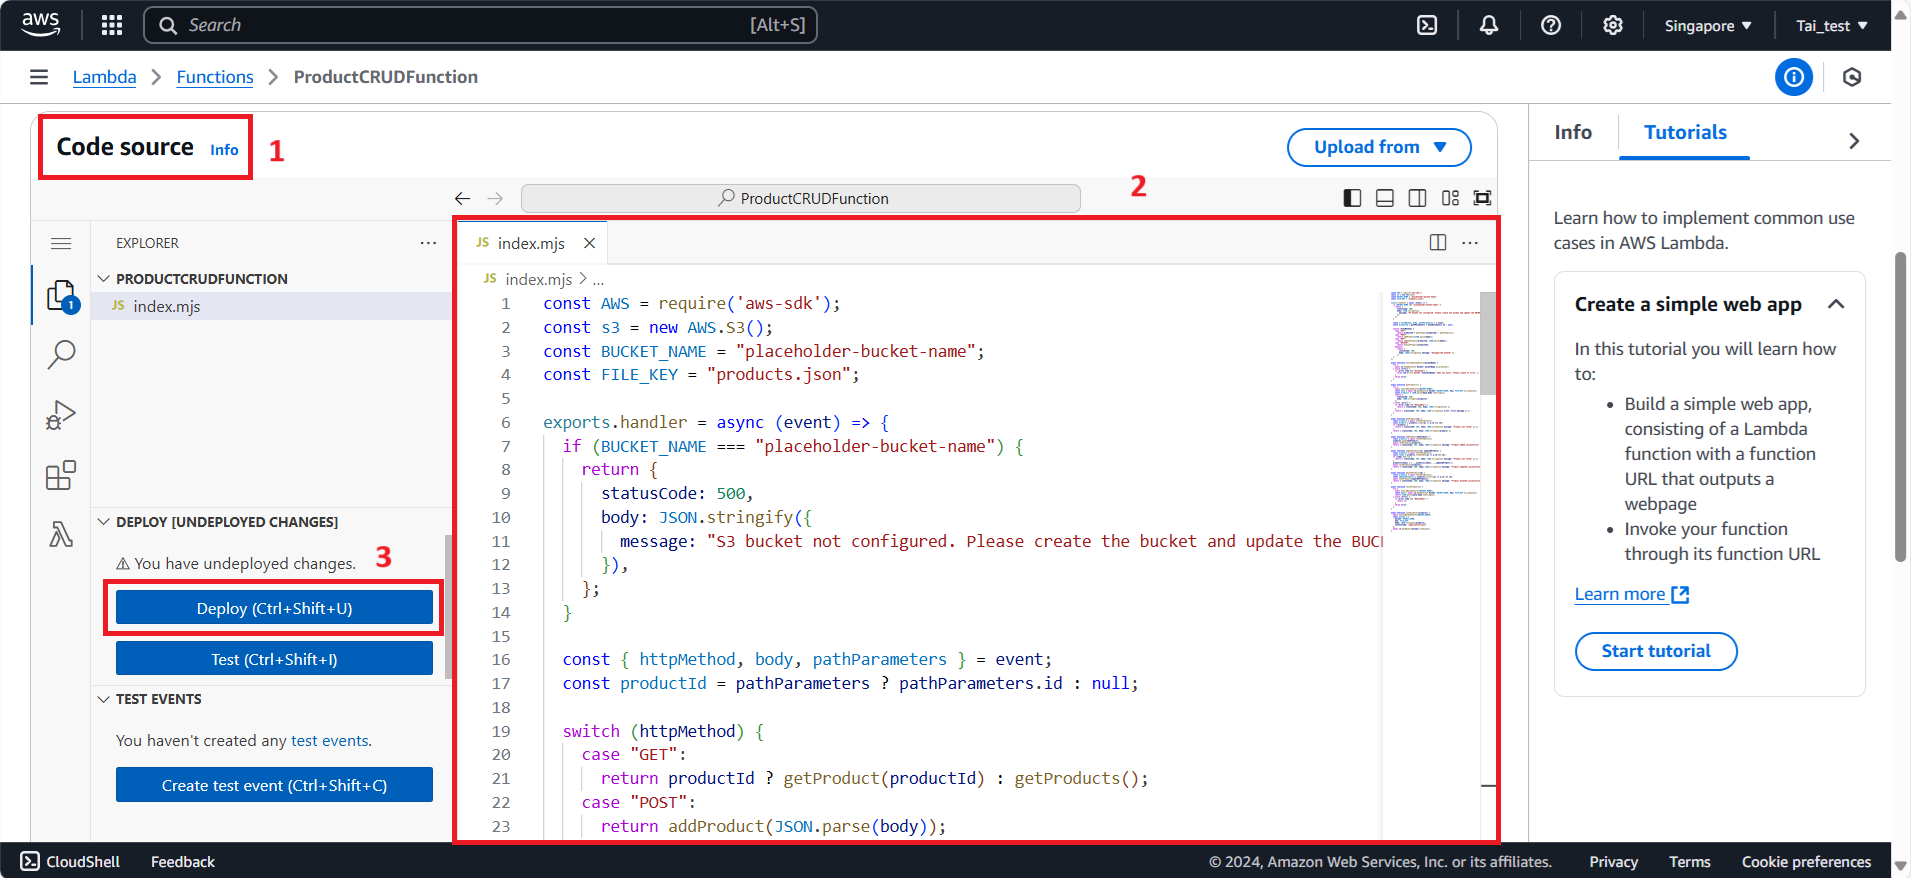 aws
Search
[Alt+S]
Singapore ▼
Tai_test ▼
Lambda > Functions > ProductCRUDFunction
Code source Info
1
Upload from ▼
2
ProductCRUDFunction
EXPLORER
PRODUCTCRUDFUNCTION
JS index.mjs
1
DEPLOY [UNDEPLOYED CHANGES]
You have undeployed changes.
3
Deploy (Ctrl+Shift+U)
Test (Ctrl+Shift+I)
TEST EVENTS
You haven't created any test events.
Create test event (Ctrl+Shift+C)
JS index.mjs
JS index.mjs > ...
1 const AWS = require('aws-sdk');
2 const s3 = new AWS.S3();
3 const BUCKET_NAME = "placeholder-bucket-name";
4 const FILE_KEY = "products.json";
5
6 exports.handler = async (event) => {
7 if (BUCKET_NAME === "placeholder-bucket-name") {
8 return {
9 statusCode: 500,
10 body: JSON.stringify({
11 message: "S3 bucket not configured. Please create the bucket and update the BUC
12 }),
13 };
14 }
15
16 const { httpMethod, body, pathParameters } = event;
17 const productId = pathParameters ? pathParameters.id : null;
18
19 switch (httpMethod) {
20 case "GET":
21 return productId ? getProduct(productId) : getProducts();
22 case "POST":
23 return addProduct(JSON.parse(body));
Info
Tutorials
Learn how to implement common use
cases in AWS Lambda.
Create a simple web app
In this tutorial you will learn how
to:
• Build a simple web app,
consisting of a Lambda
function with a function
URL that outputs a
webpage
• Invoke your function
through its function URL
Learn more
Start tutorial
CloudShell
Feedback
© 2024, Amazon Web Services, Inc. or its affiliates.
Privacy
Terms
Cookie preferences